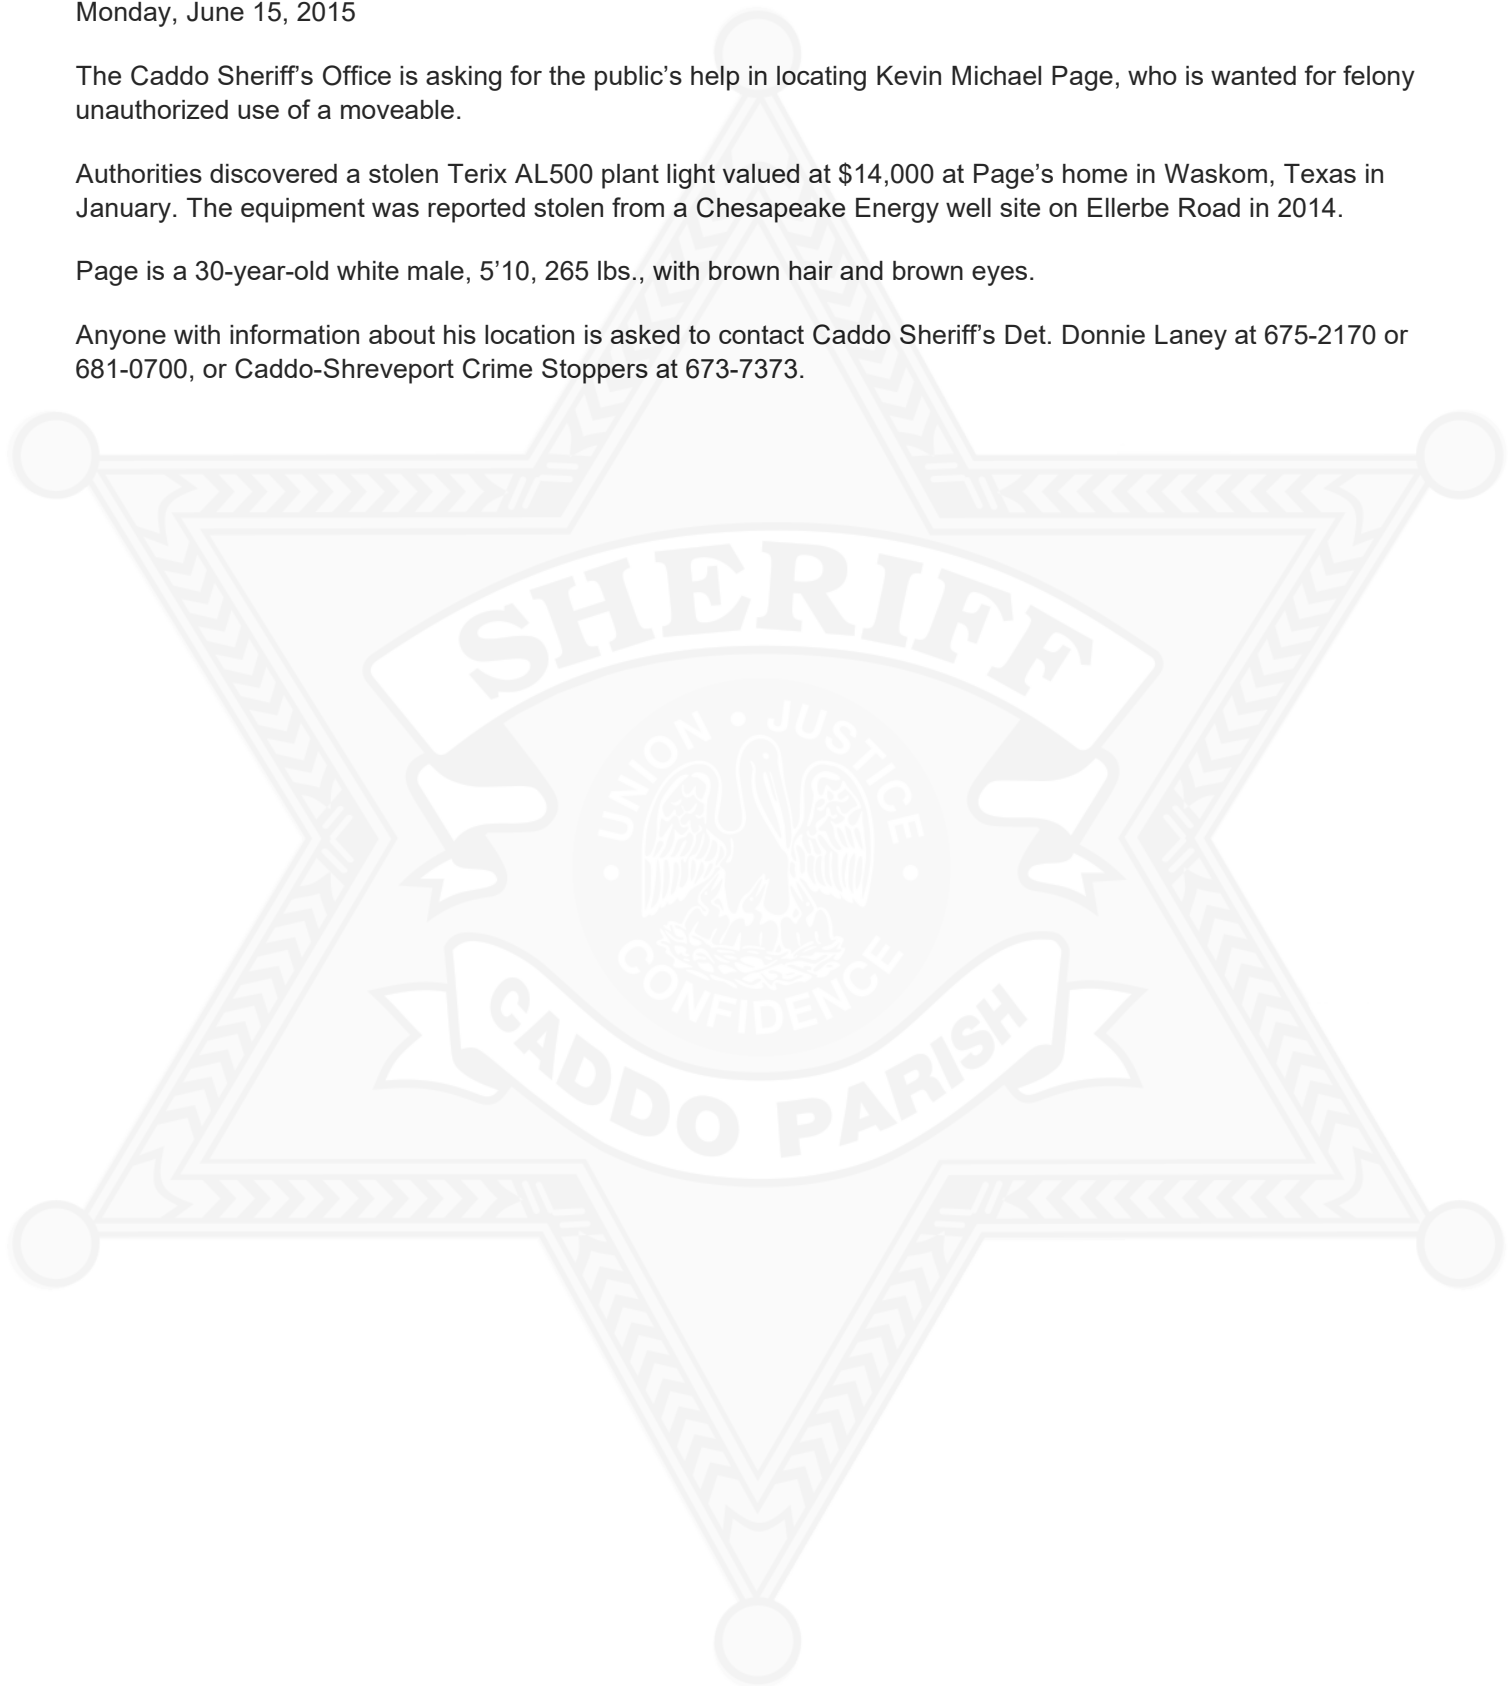 Monday, June 15, 2015
The Caddo Sheriff’s Office is asking for the public’s help in locating Kevin Michael Page, who is wanted for felony
unauthorized use of a moveable.
Authorities discovered a stolen Terix AL500 plant light valued at $14,000 at Page’s home in Waskom, Texas in
January. The equipment was reported stolen from a Chesapeake Energy well site on Ellerbe Road in 2014.
Page is a 30-year-old white male, 5’10, 265 lbs., with brown hair and brown eyes.
Anyone with information about his location is asked to contact Caddo Sheriff’s Det. Donnie Laney at 675-2170 or
681-0700, or Caddo-Shreveport Crime Stoppers at 673-7373.
SHERIFF
UNION • JUSTICE
• CONFIDENCE •
CADDO PARISH